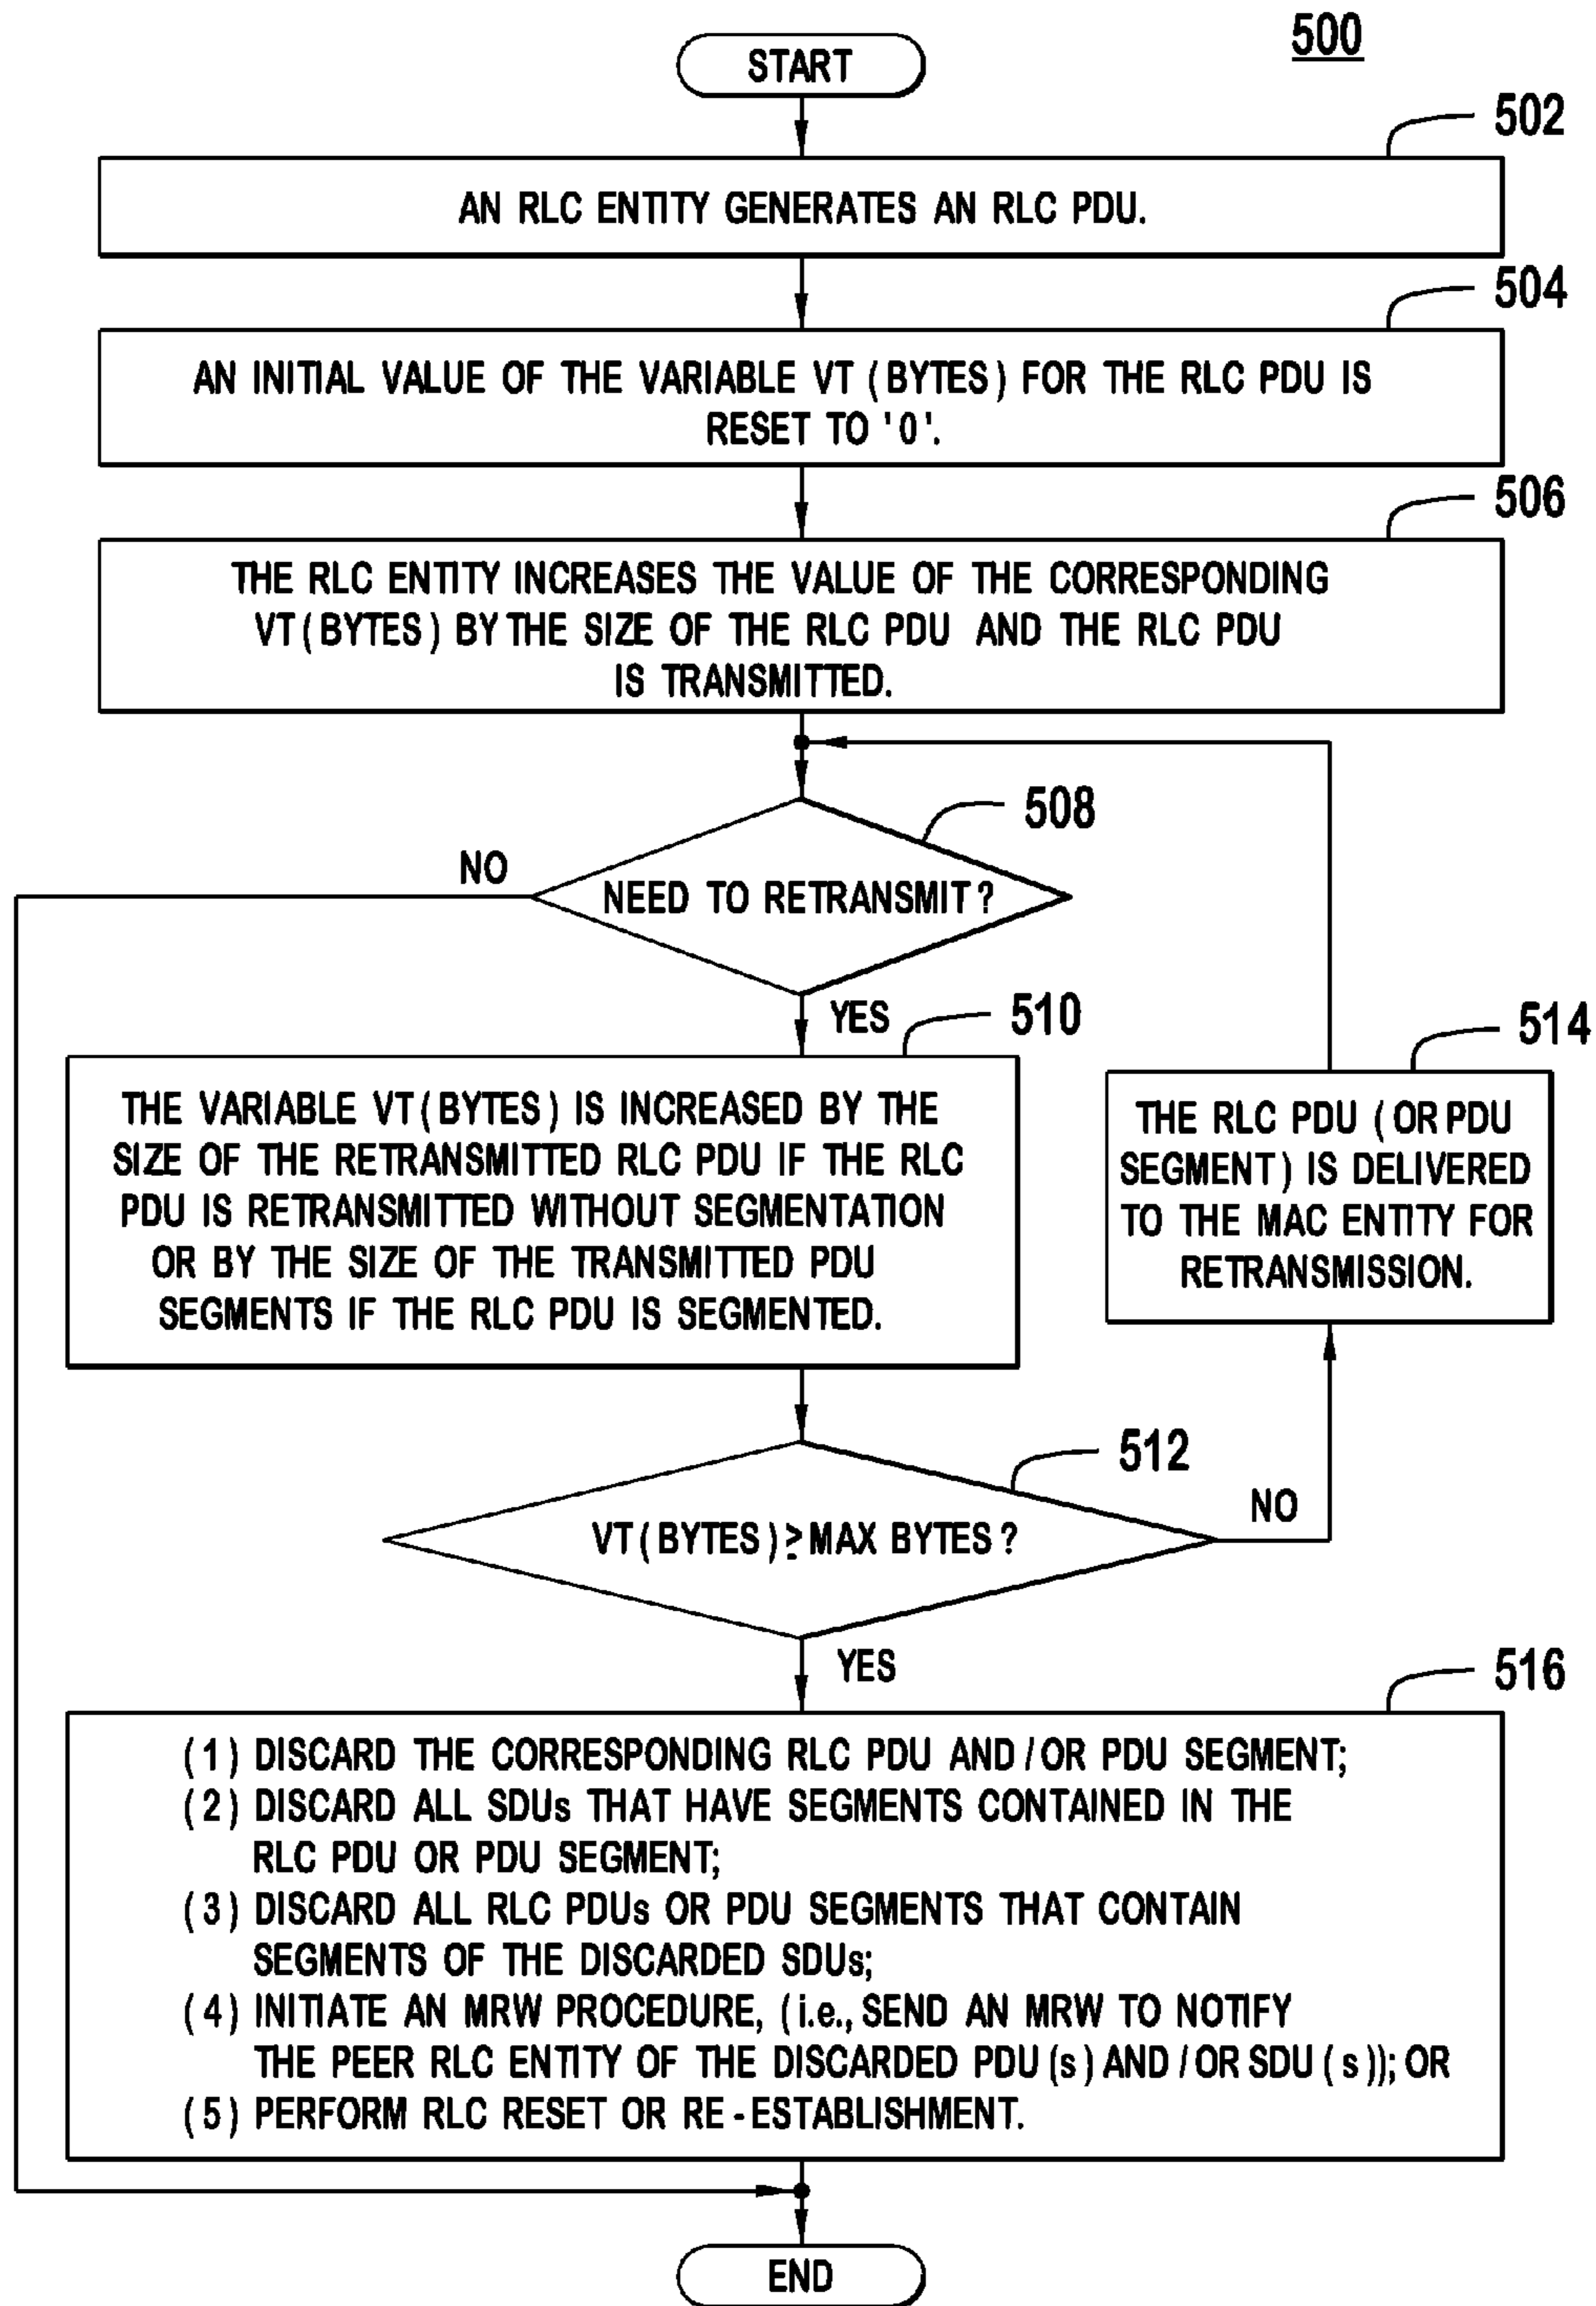 500
START
502
AN RLC ENTITY GENERATES AN RLC PDU.
504
AN INITIAL VALUE OF THE VARIABLE VT (BYTES) FOR THE RLC PDU IS
RESET TO '0'.
506
THE RLC ENTITY INCREASES THE VALUE OF THE CORRESPONDING
VT(BYTES) BY THE SIZE OF THE RLC PDU AND THE RLC PDU
IS TRANSMITTED.
508
NO
NEED TO RETRANSMIT?
YES
510
THE VARIABLE VT(BYTES) IS INCREASED BY THE
SIZE OF THE RETRANSMITTED RLC PDU IF THE RLC
PDU IS RETRANSMITTED WITHOUT SEGMENTATION
OR BY THE SIZE OF THE TRANSMITTED PDU
SEGMENTS IF THE RLC PDU IS SEGMENTED.
514
THE RLC PDU (OR PDU
SEGMENT) IS DELIVERED
TO THE MAC ENTITY FOR
RETRANSMISSION.
512
VT(BYTES)≥MAX BYTES?
NO
YES
516
(1) DISCARD THE CORRESPONDING RLC PDU AND/OR PDU SEGMENT;
(2) DISCARD ALL SDUs THAT HAVE SEGMENTS CONTAINED IN THE
RLC PDU OR PDU SEGMENT;
(3) DISCARD ALL RLC PDUs OR PDU SEGMENTS THAT CONTAIN
SEGMENTS OF THE DISCARDED SDUs;
(4) INITIATE AN MRW PROCEDURE, (i.e., SEND AN MRW TO NOTIFY
THE PEER RLC ENTITY OF THE DISCARDED PDU(s) AND/OR SDU(s)); OR
(5) PERFORM RLC RESET OR RE-ESTABLISHMENT.
END